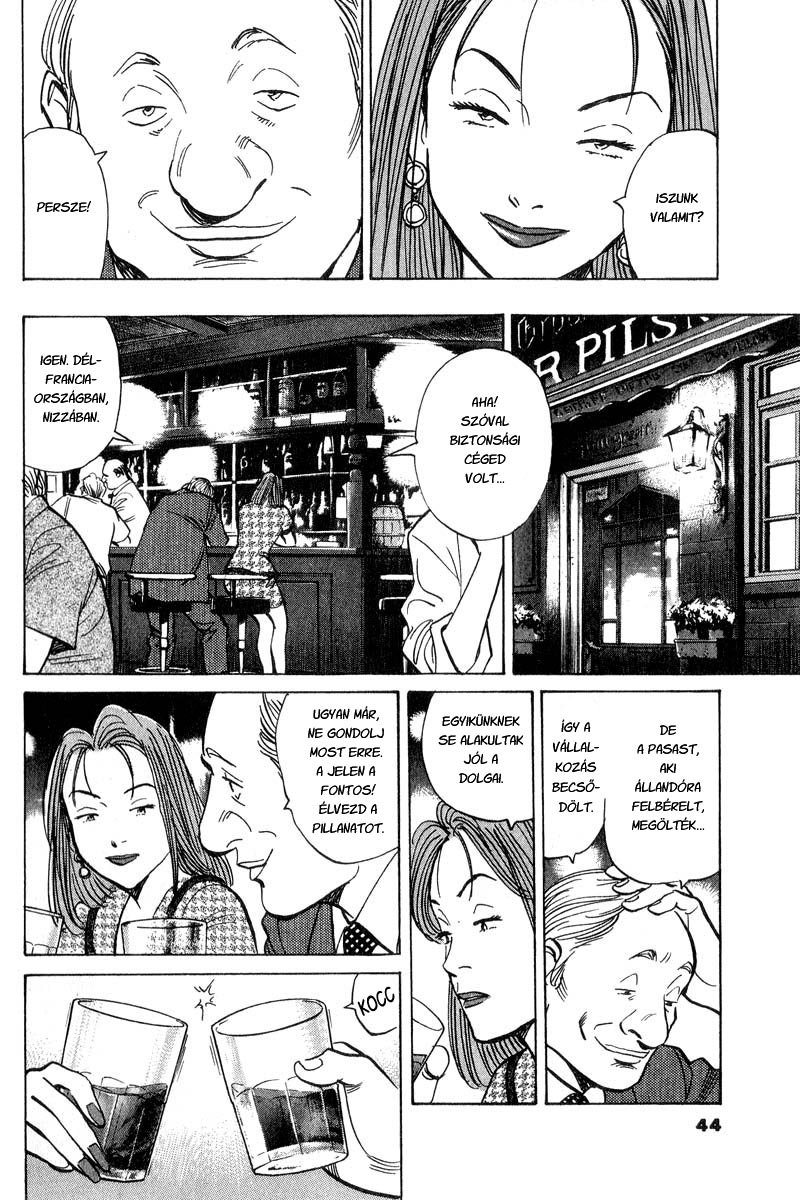 ISZUNK
VALAMIT?
PERSZE!
R PILSN
AHA!
SZÓVAL
BIZTONSÁGI
CÉGED
VOLT...
IGEN. DÉL-
FRANCIA-
ORSZÁGBAN,
NIZZÁBAN.
DE
A PASAST,
AKI
ÁLLANDÓRA
FELBÉRELT,
MEGÖLTÉK...
ÍGY A
VÁLLAL-
KOZÁS
BECSŐ-
DÖLT.
EGYIKÜNKNEK
SE ALAKULTAK
JÓL A
DOLGAI.
UGYAN MÁR,
NE GONDOLJ
MOST ERRE.
A JELEN A
FONTOS!
ÉLVEZD A
PILLANATOT.
KOCC
44